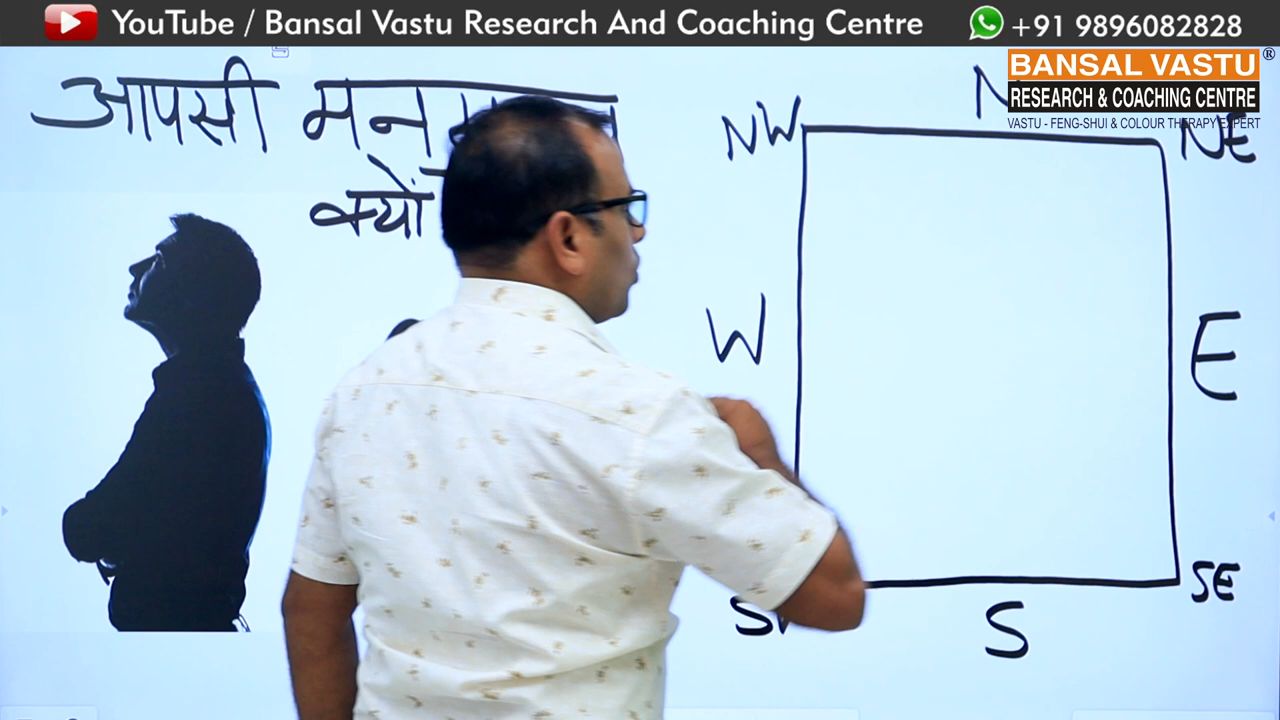 YouTube / Bansal Vastu Research And Coaching Centre +91 9896082828
BANSAL VASTU ®
RESEARCH & COACHING CENTRE
VASTU - FENG-SHUI & COLOUR THERAPY EXPERT
आपसी
क्यों
NW
N
NE
W
E
S
SE